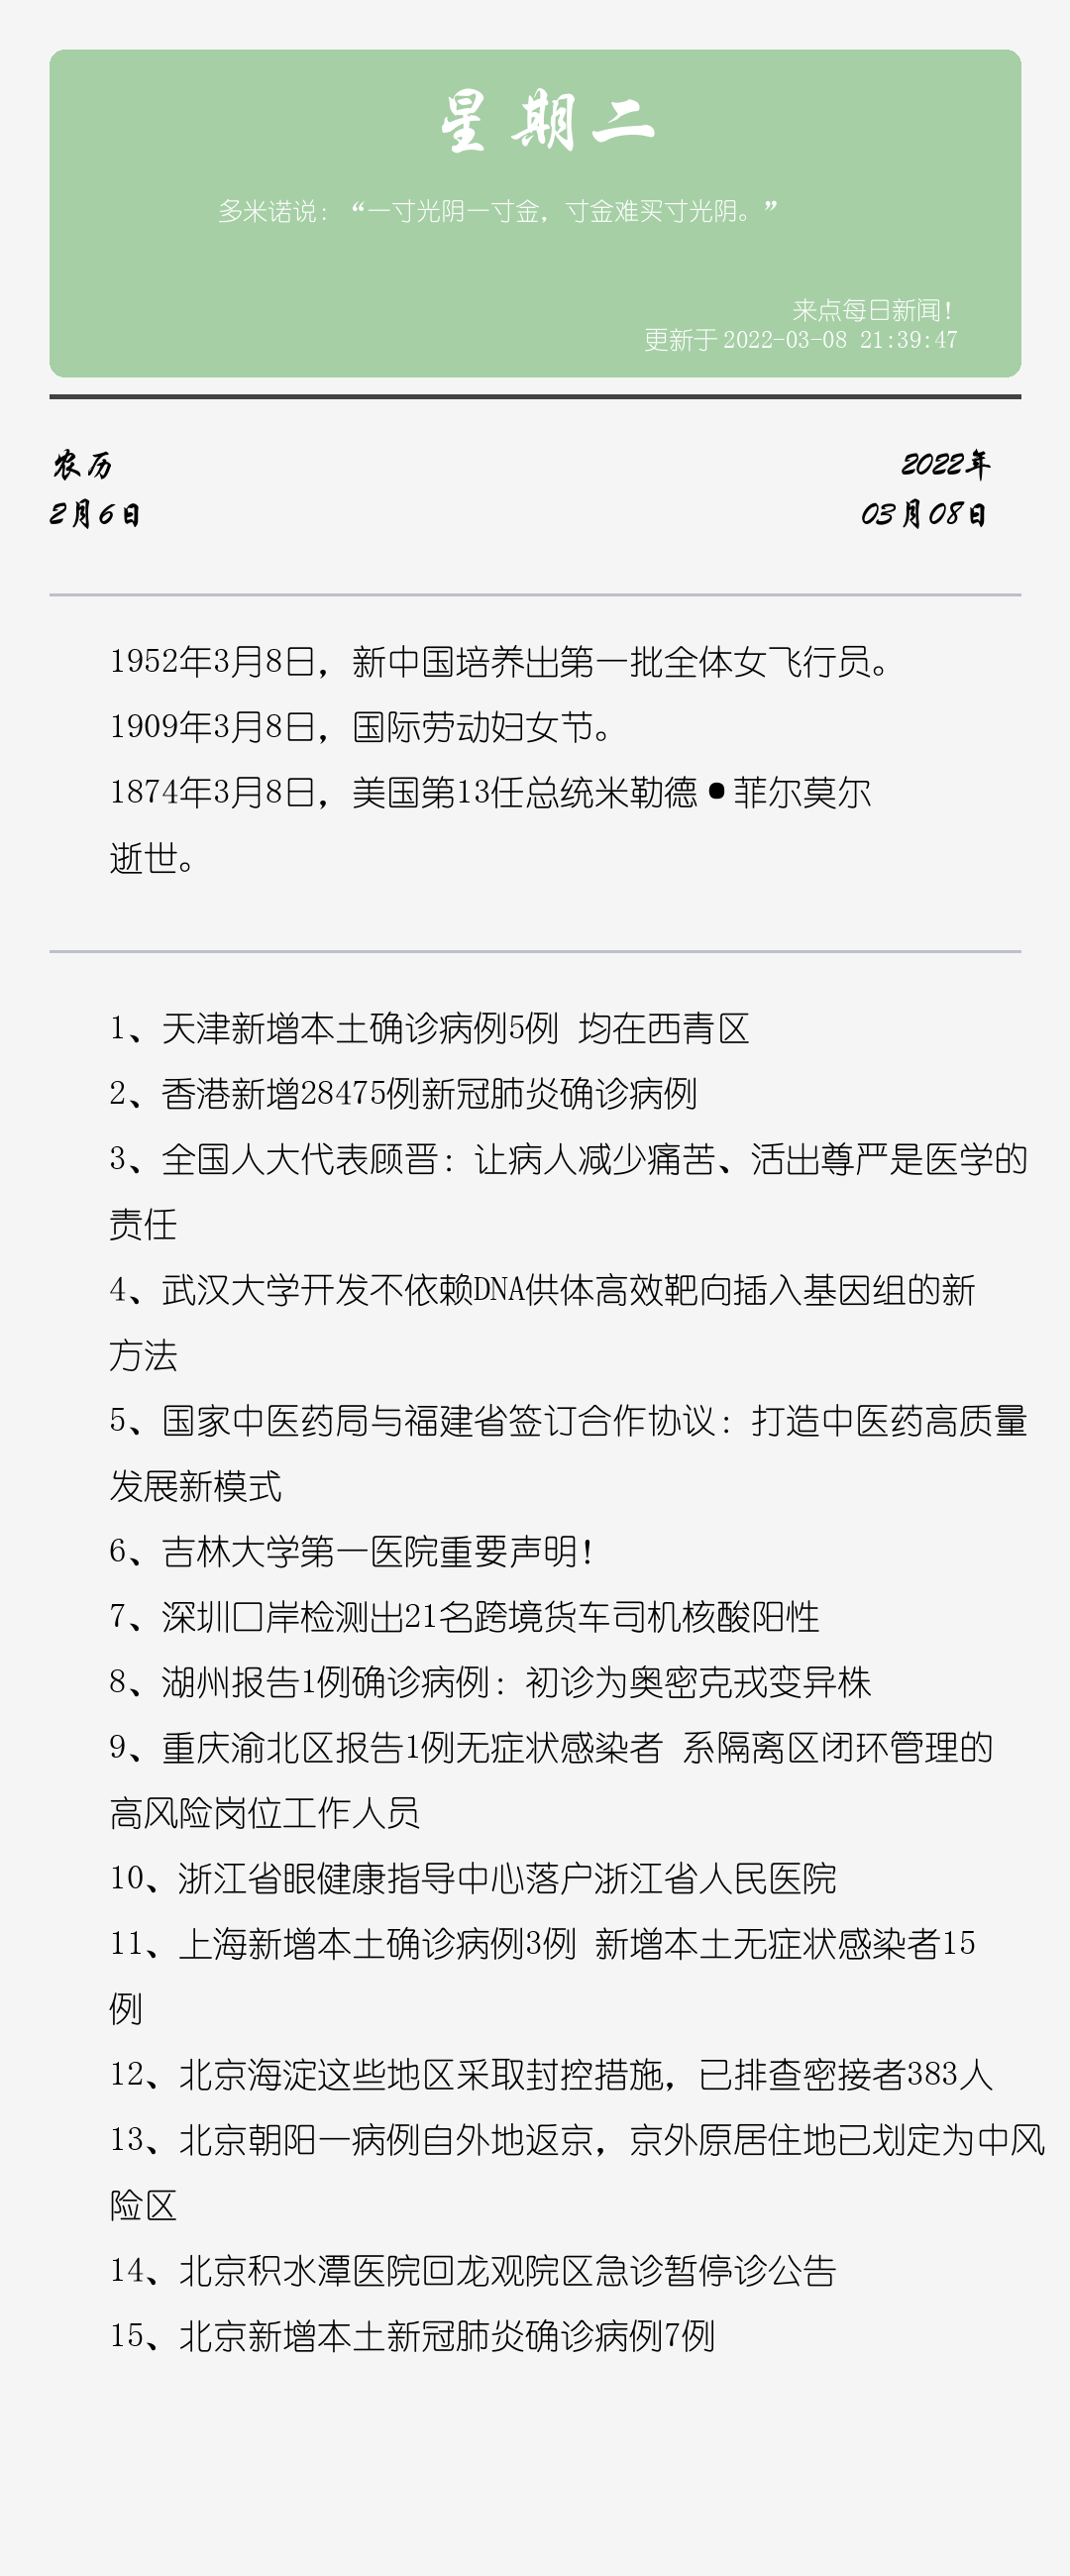 星期二
多米诺说：“一寸光阴一寸金，寸金难买寸光阴。”
来点每日新闻！
更新于 2022-03-08 21:39:47
农历
2月6日
2022年
03月08日
1952年3月8日，新中国培养出第一批全体女飞行员。
1909年3月8日，国际劳动妇女节。
1874年3月8日，美国第13任总统米勒德•菲尔莫尔
逝世。
1、天津新增本土确诊病例5例 均在西青区
2、香港新增28475例新冠肺炎确诊病例
3、全国人大代表顾晋：让病人减少痛苦、活出尊严是医学的
责任
4、武汉大学开发不依赖DNA供体高效靶向插入基因组的新
方法
5、国家中医药局与福建省签订合作协议：打造中医药高质量
发展新模式
6、吉林大学第一医院重要声明！
7、深圳口岸检测出21名跨境货车司机核酸阳性
8、湖州报告1例确诊病例：初诊为奥密克戎变异株
9、重庆渝北区报告1例无症状感染者 系隔离区闭环管理的
高风险岗位工作人员
10、浙江省眼健康指导中心落户浙江省人民医院
11、上海新增本土确诊病例3例 新增本土无症状感染者15
例
12、北京海淀这些地区采取封控措施，已排查密接者383人
13、北京朝阳一病例自外地返京，京外原居住地已划定为中风
险区
14、北京积水潭医院回龙观院区急诊暂停诊公告
15、北京新增本土新冠肺炎确诊病例7例